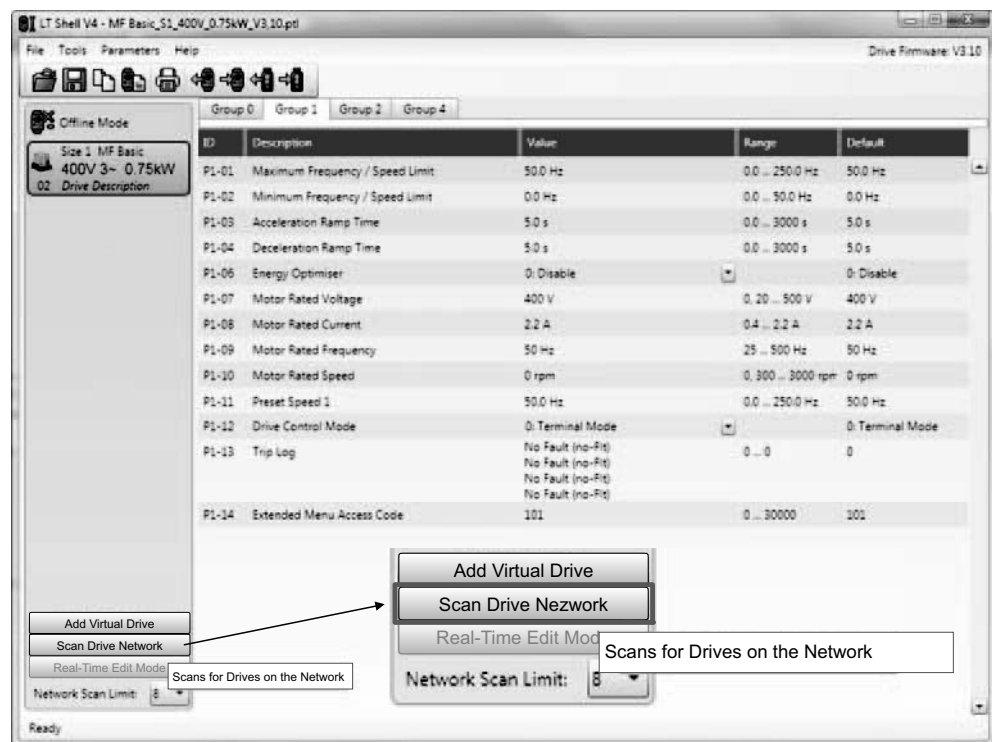 LT Shell V4 - MF Basic_S1_400V_0.75kW_V3.10.ptl
File Tools Parameters Help
Drive Firmware: V3.10
Offline Mode
Size 1 MF Basic
400V 3~ 0.75kW
02 Drive Description
Group 0 Group 1 Group 2 Group 4
ID Description Value Range Default
P1-01 Maximum Frequency / Speed Limit 50.0 Hz 0.0 ... 250.0 Hz 50.0 Hz
P1-02 Minimum Frequency / Speed Limit 0.0 Hz 0.0 ... 50.0 Hz 0.0 Hz
P1-03 Acceleration Ramp Time 5.0 s 0.0 ... 3000 s 5.0 s
P1-04 Deceleration Ramp Time 5.0 s 0.0 ... 3000 s 5.0 s
P1-06 Energy Optimiser 0: Disable 0: Disable
P1-07 Motor Rated Voltage 400 V 0, 20 ... 500 V 400 V
P1-08 Motor Rated Current 2.2 A 0.4 ... 2.2 A 2.2 A
P1-09 Motor Rated Frequency 50 Hz 25 ... 500 Hz 50 Hz
P1-10 Motor Rated Speed 0 rpm 0, 300 ... 3000 rpm 0 rpm
P1-11 Preset Speed 1 50.0 Hz 0.0 ... 250.0 Hz 50.0 Hz
P1-12 Drive Control Mode 0: Terminal Mode 0: Terminal Mode
P1-13 Trip Log No Fault (no-Flt) 0 ... 0 0
No Fault (no-Flt)
No Fault (no-Flt)
No Fault (no-Flt)
P1-14 Extended Menu Access Code 101 0 ... 30000 101
Add Virtual Drive
Scan Drive Nezwork
Real-Time Edit Mod
Scans for Drives on the Network
Network Scan Limit: 8
Add Virtual Drive
Scan Drive Network
Real-Time Edit Mode
Scans for Drives on the Network
Network Scan Limit: 8
Ready